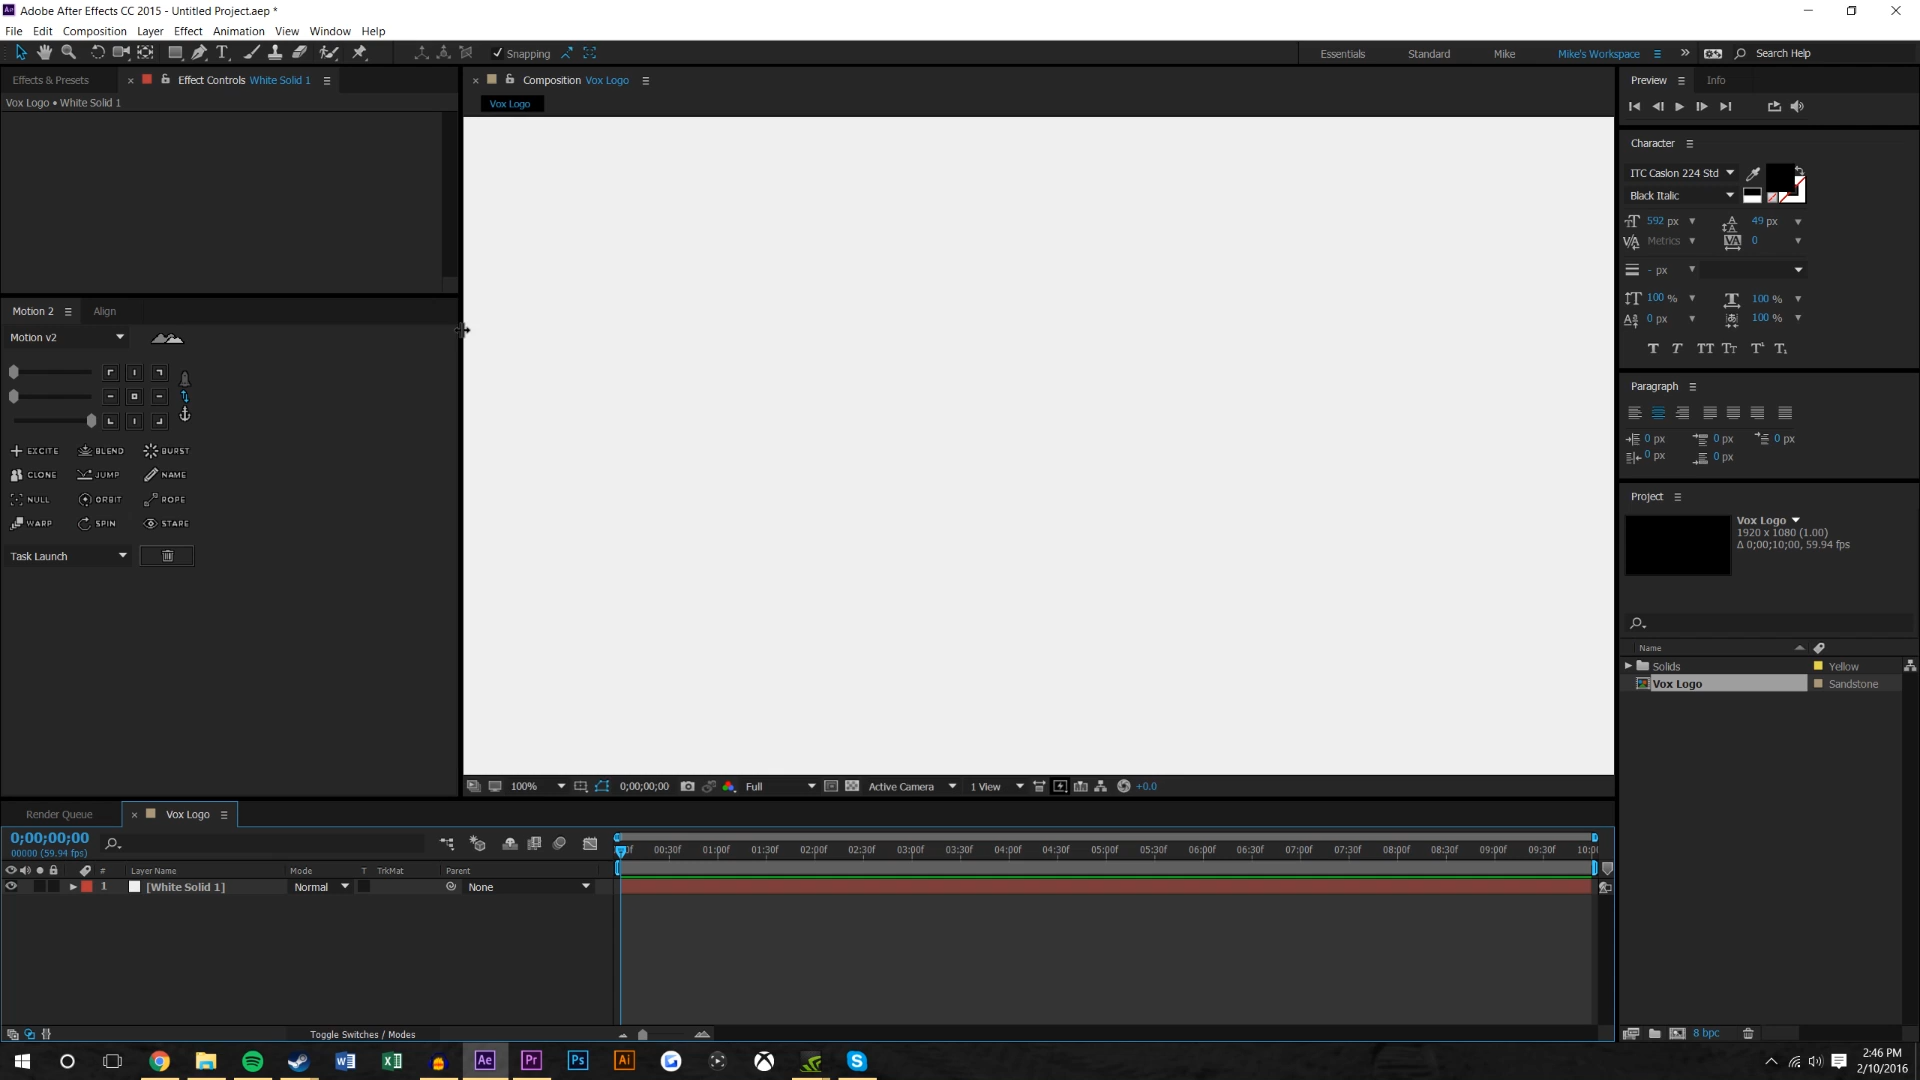 Adobe After Effects CC 2015 - Untitled Project.aep *
File Edit Composition Layer Effect Animation View Window Help
Snapping Essentials Standard Mike Mike's Workspace Search Help
Effects & Presets Effect Controls White Solid 1 Composition Vox Logo Preview Info
Vox Logo • White Solid 1 Vox Logo
Character
ITC Caslon 224 Std
Black Italic
592 px 49 px
Metrics 0
- px
100 % 100 %
0 px 100 %
T T TT Tt T¹ T₁
Motion 2 Align
Motion v2
Paragraph
0 px 0 px 0 px
0 px 0 px
EXCITE BLEND BURST
CLONE JUMP NAME
NULL ORBIT ROPE
WARP SPIN STARE
Task Launch
Project
Vox Logo
1920 x 1080 (1.00)
Δ 0;00;10;00, 59.94 fps
Name
Solids Yellow
Vox Logo Sandstone
100% 0;00;00;00 Full Active Camera 1 View +0.0
Render Queue Vox Logo
0;00;00;00
00000 (59.94 fps)
00:30f 01:00f 01:30f 02:00f 02:30f 03:00f 03:30f 04:00f 04:30f 05:00f 05:30f 06:00f 06:30f 07:00f 07:30f 08:00f 08:30f 09:00f 09:30f
# Layer Name Mode T TrkMat Parent
1 [White Solid 1] Normal None
Toggle Switches / Modes
8 bpc
Ae Pr Ps Ai
2:46 PM
2/10/2016